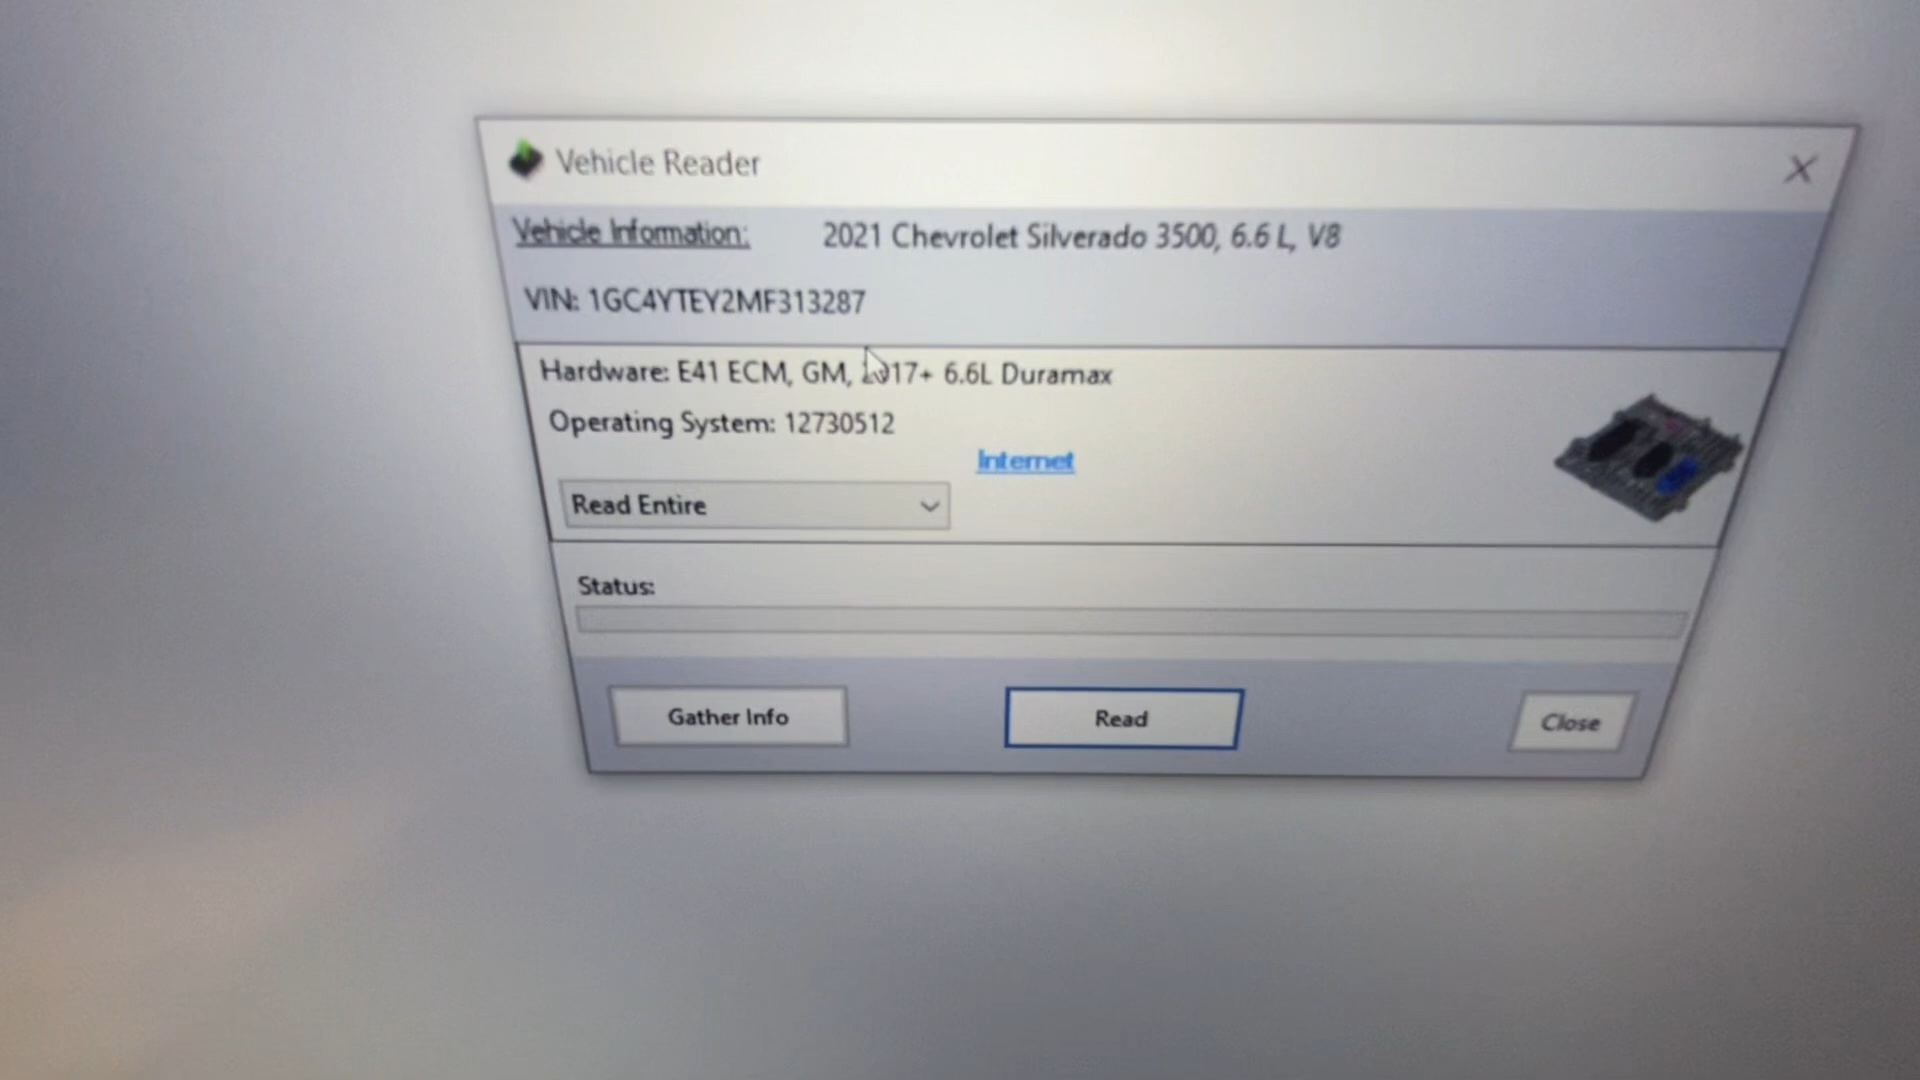 Vehicle Reader
Vehicle Information: 2021 Chevrolet Silverado 3500, 6.6 L, V8
VIN: 1GC4YTEY2MF313287
Hardware: E41 ECM, GM, 2017+ 6.6L Duramax
Operating System: 12730512
Internet
Read Entire
Status:
Gather Info Read Close